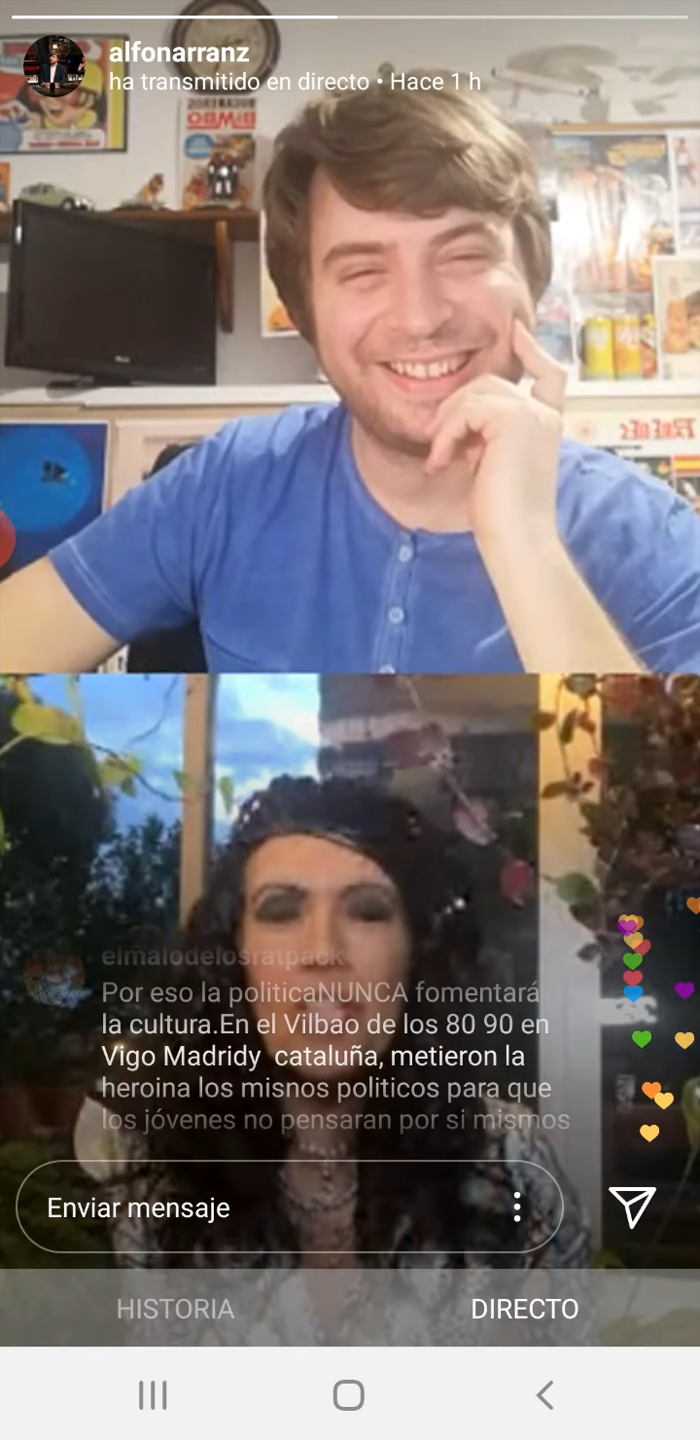 alfonarranz
ha transmitido en directo • Hace 1 h
BIMBO
elmalodelosratpack
Por eso la politicaNUNCA fomentará
la cultura.En el Vilbao de los 80 90 en
Vigo Madridy cataluña, metieron la
heroina los misnos politicos para que
los jóvenes no pensaran por si mismos
Enviar mensaje
HISTORIA
DIRECTO